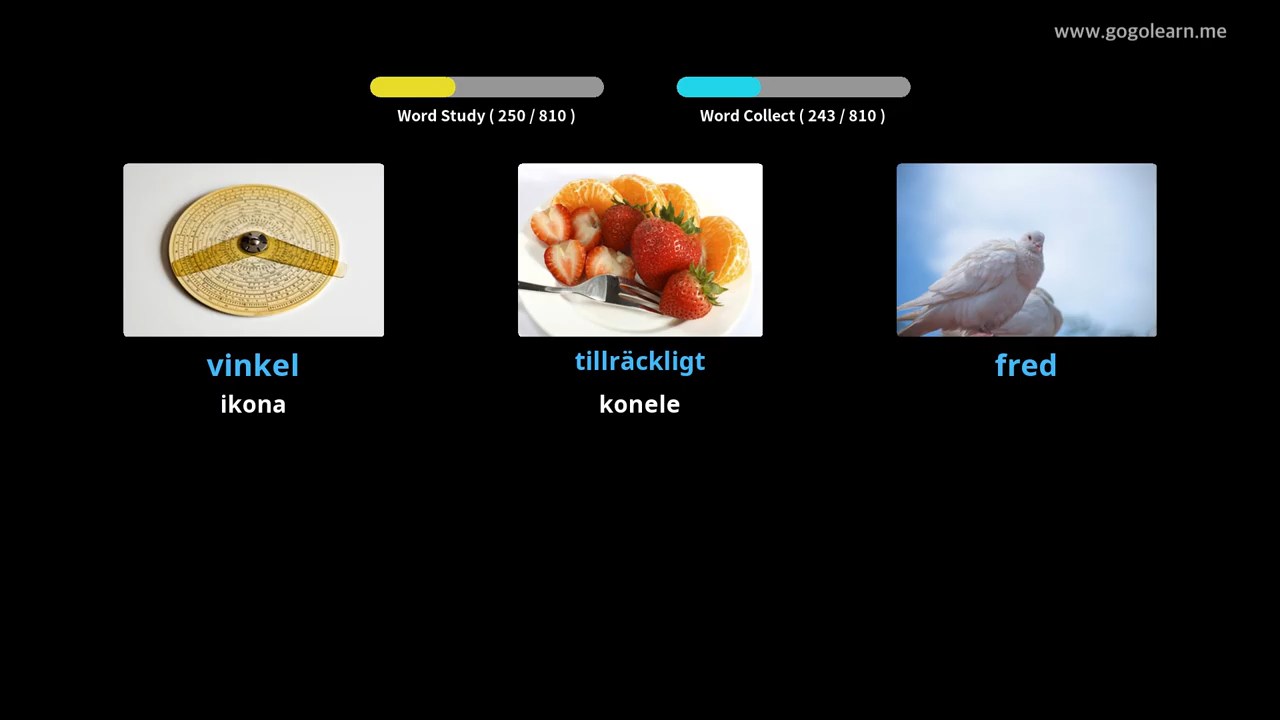 www.gogolearn.me
Word Study ( 250 / 810 )
Word Collect ( 243 / 810 )
vinkel
tillräckligt
fred
ikona
konele